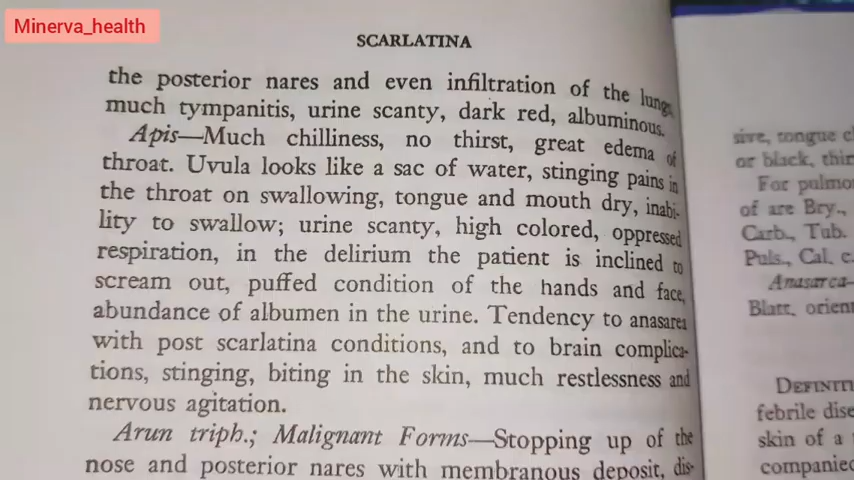 Minerva_health
SCARLATINA
the posterior nares and even infiltration of the lungs,
much tympanitis, urine scanty, dark red, albuminous.
Apis—Much chilliness, no thirst, great edema of
throat. Uvula looks like a sac of water, stinging pains in
the throat on swallowing, tongue and mouth dry, inabi-
lity to swallow; urine scanty, high colored, oppressed
respiration, in the delirium the patient is inclined to
scream out, puffed condition of the hands and face,
abundance of albumen in the urine. Tendency to anasarea
with post scarlatina conditions, and to brain complica-
tions, stinging, biting in the skin, much restlessness and
nervous agitation.
Arun triph.; Malignant Forms—Stopping up of the
nose and posterior nares with membranous deposit, dis-
sive, tongue
or black,
For
of are Bry.,
Carb., Tub.
Puls., Cal. c.
Anasarca—
Blatt, orien
febrile dise
skin of a
companied